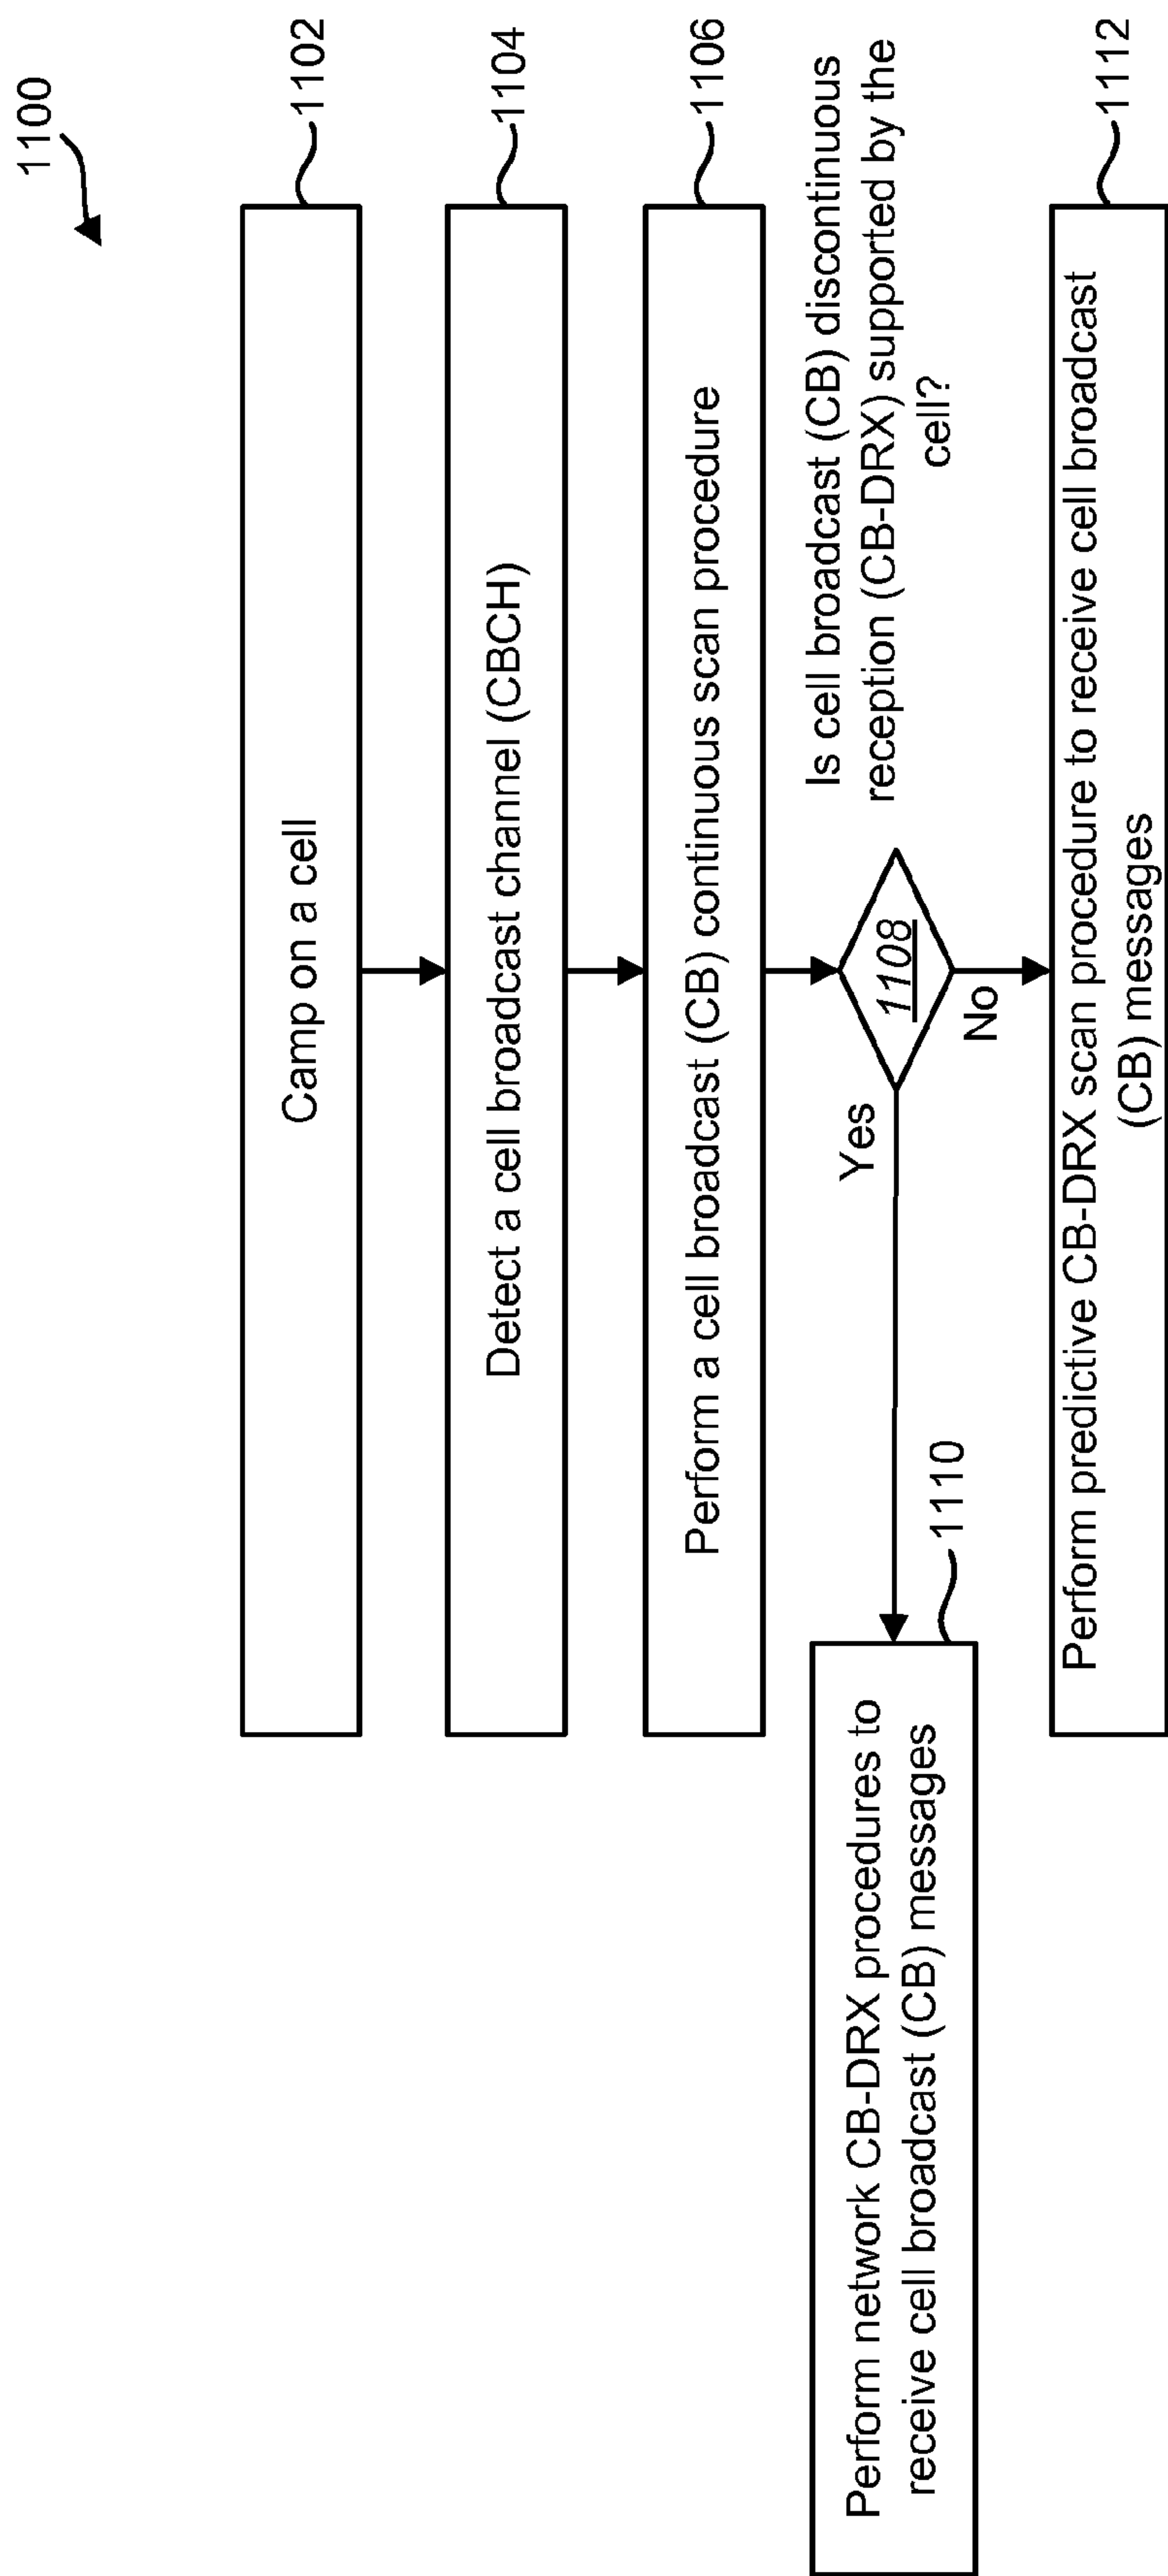 1100
Camp on a cell
1102
Detect a cell broadcast channel (CBCH)
1104
Perform a cell broadcast (CB) continuous scan procedure
1106
Is cell broadcast (CB) discontinuous
reception (CB-DRX) supported by the
cell?
1108
Yes
No
1110
Perform network CB-DRX procedures to
receive cell broadcast (CB) messages
Perform predictive CB-DRX scan procedure to receive cell broadcast
(CB) messages
1112